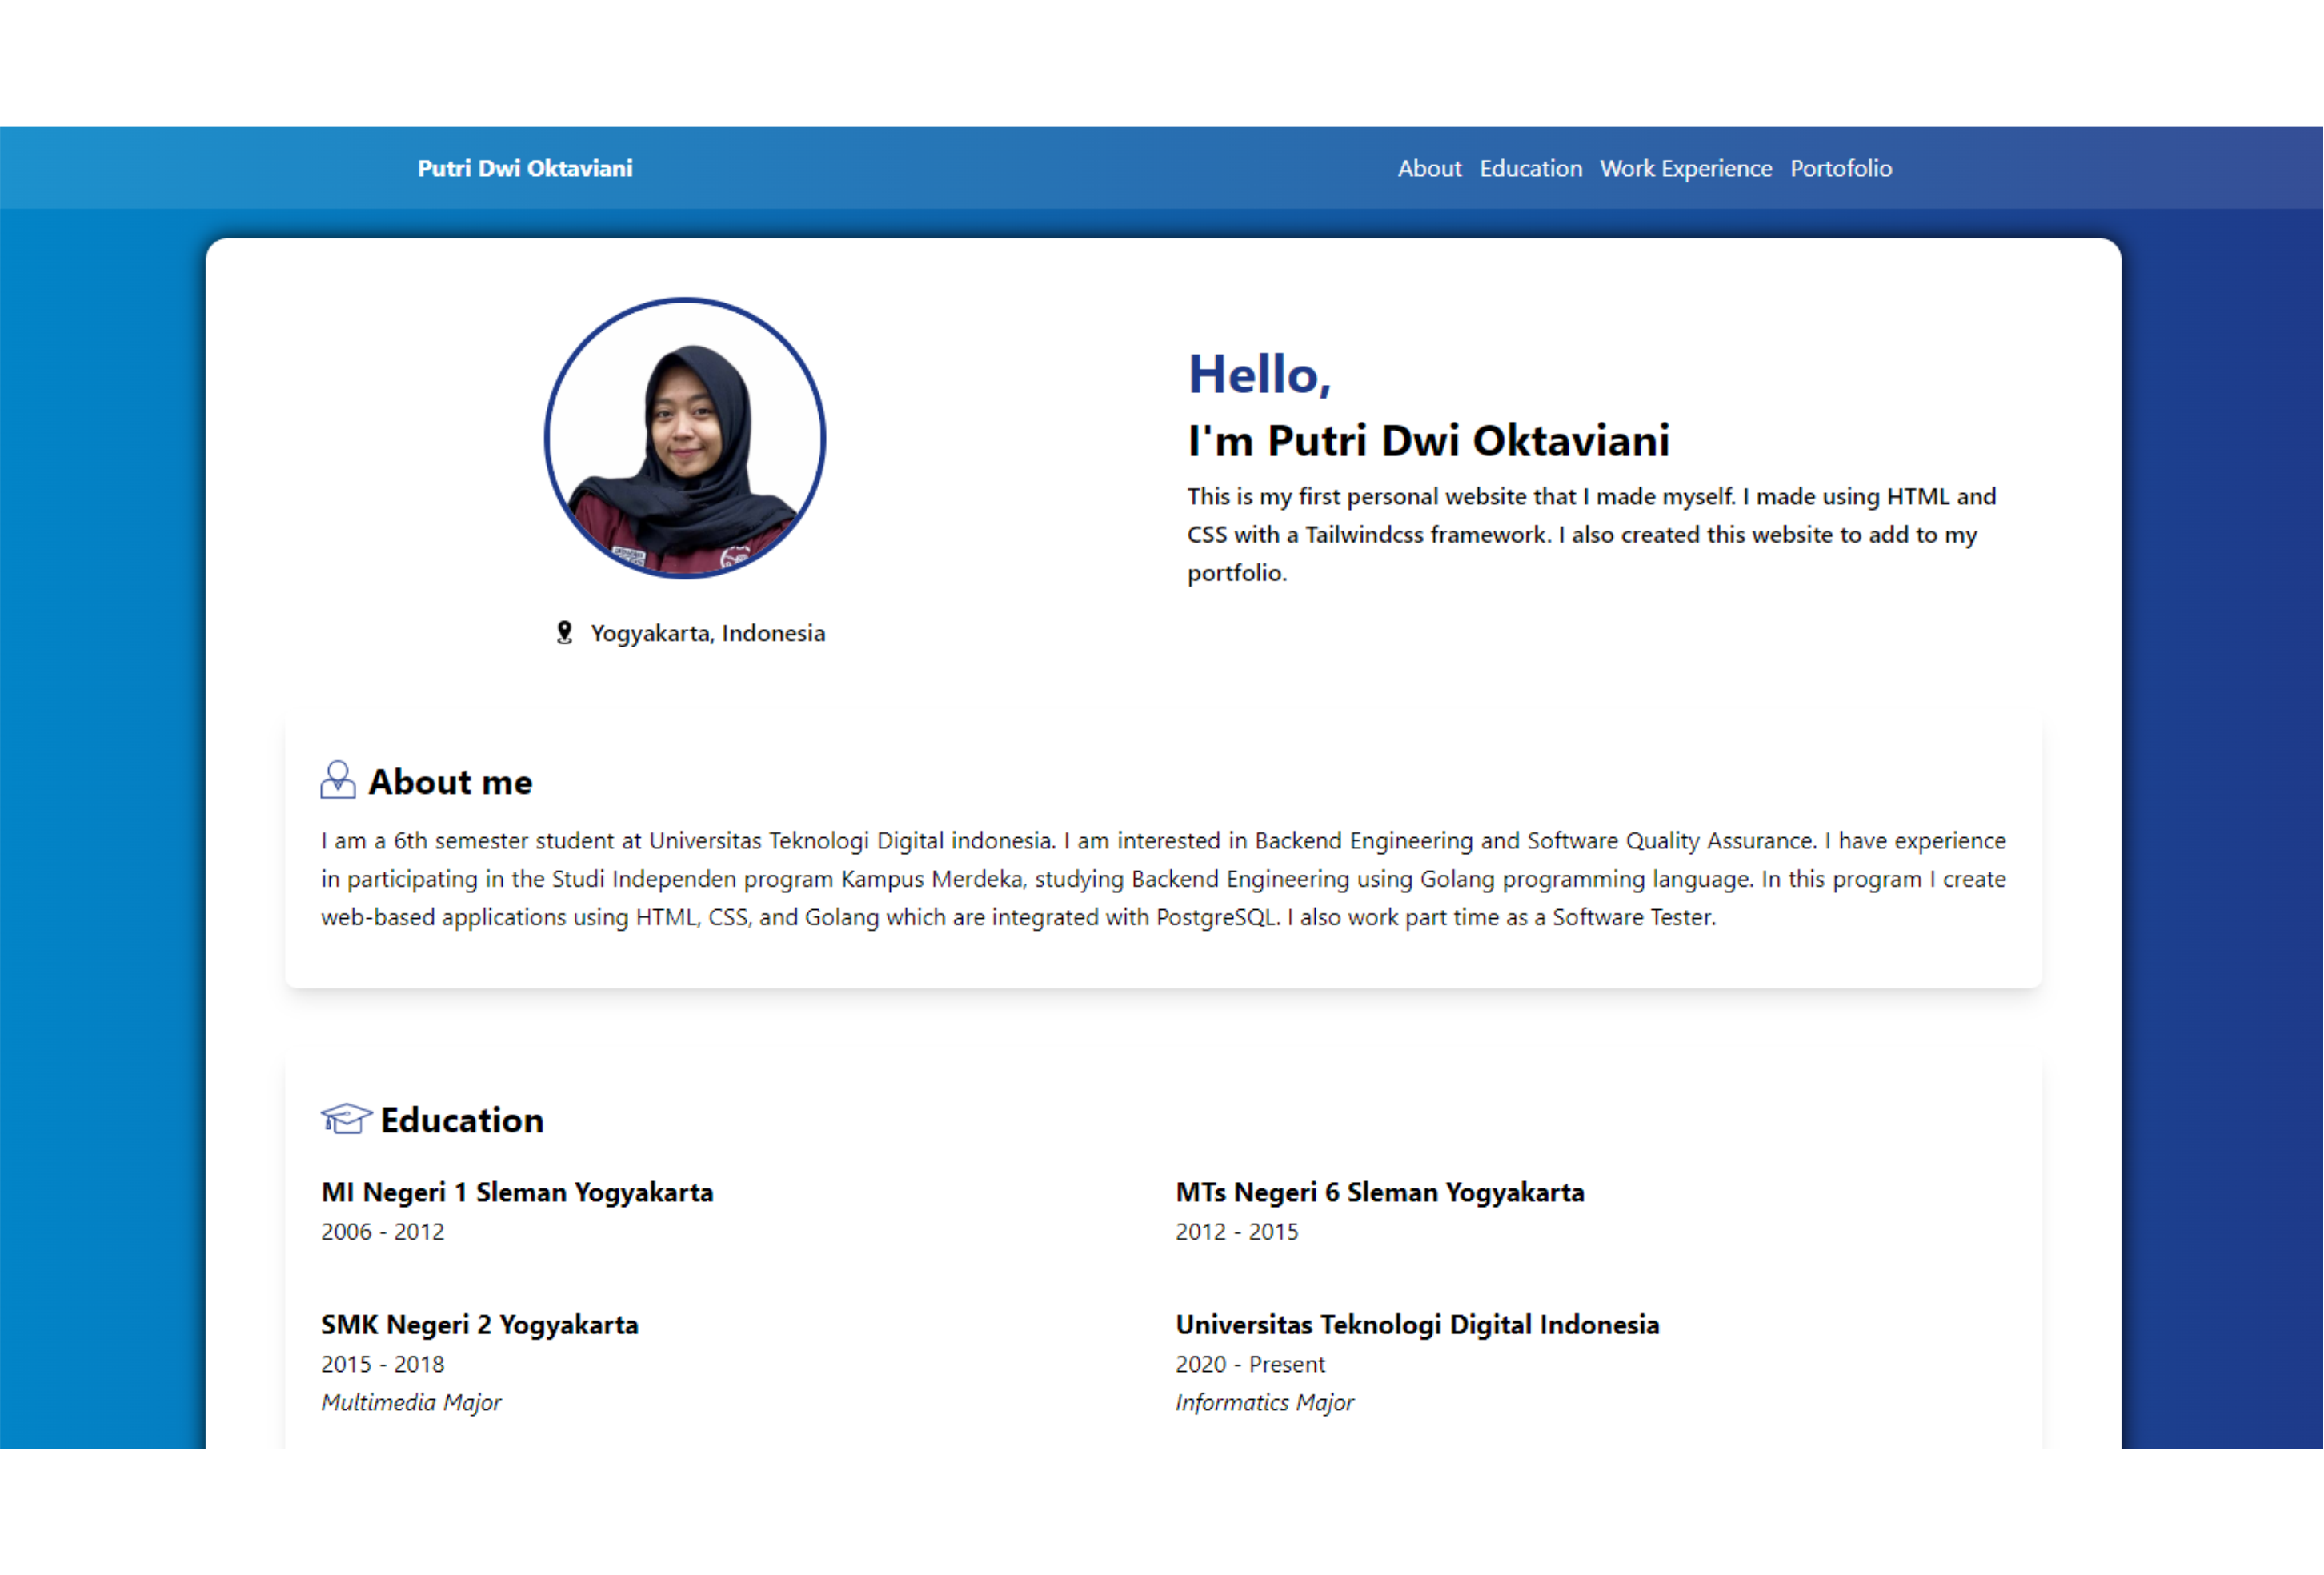 Putri Dwi Oktaviani
About Education Work Experience Portofolio
Hello,
I'm Putri Dwi Oktaviani
This is my first personal website that I made myself. I made using HTML and
CSS with a Tailwindcss framework. I also created this website to add to my
portfolio.
Yogyakarta, Indonesia
About me
I am a 6th semester student at Universitas Teknologi Digital indonesia. I am interested in Backend Engineering and Software Quality Assurance. I have experience
in participating in the Studi Independen program Kampus Merdeka, studying Backend Engineering using Golang programming language. In this program I create
web-based applications using HTML, CSS, and Golang which are integrated with PostgreSQL. I also work part time as a Software Tester.
Education
MI Negeri 1 Sleman Yogyakarta
2006 - 2012
MTs Negeri 6 Sleman Yogyakarta
2012 - 2015
SMK Negeri 2 Yogyakarta
2015 - 2018
Multimedia Major
Universitas Teknologi Digital Indonesia
2020 - Present
Informatics Major